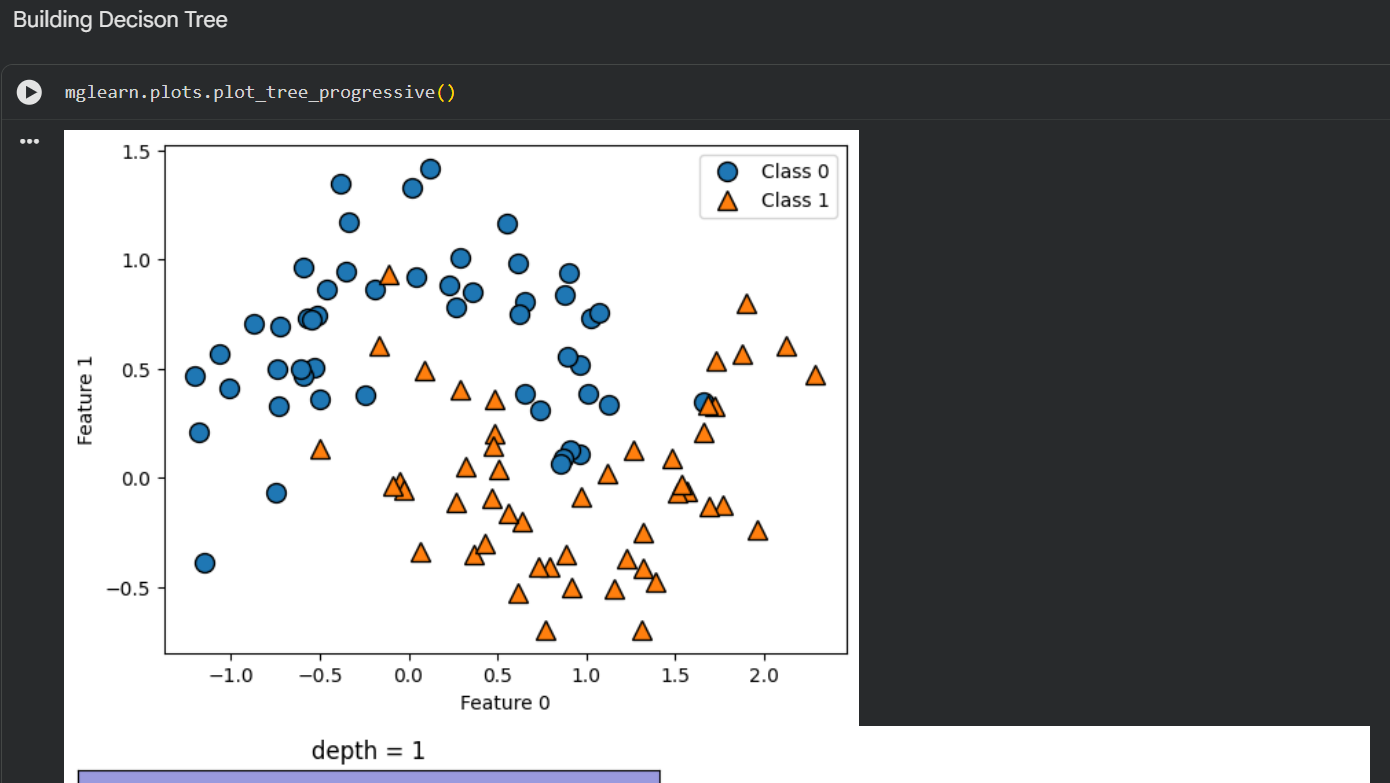 Building Decison Tree
mglearn.plots.plot_tree_progressive()
1.5
Class 0
Class 1
1.0
0.5
0.0
−0.5
Feature 1
−1.0 −0.5 0.0 0.5 1.0 1.5 2.0
Feature 0
depth = 1